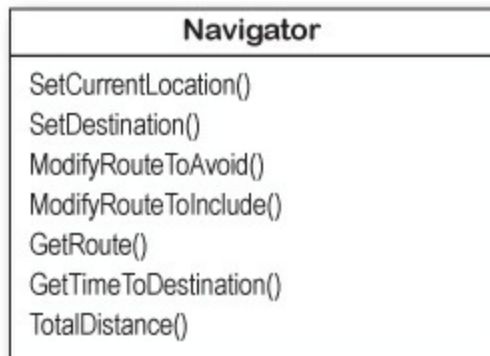 Navigator
SetCurrentLocation()
SetDestination()
ModifyRouteToAvoid()
ModifyRouteToInclude()
GetRoute()
GetTimeToDestination()
TotalDistance()